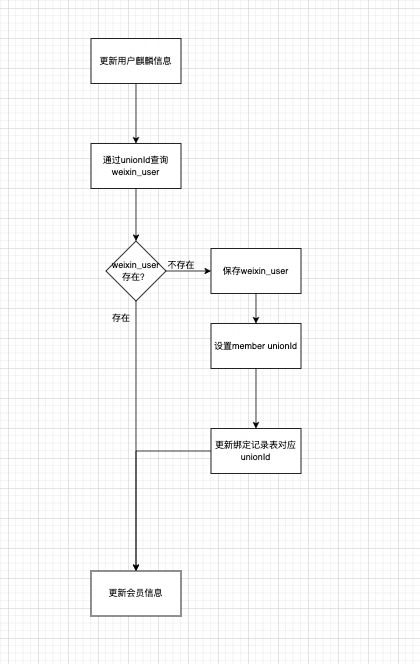 更新用户麒麟信息
通过unionId查询
weixin_user
weixin_user
存在?
不存在
保存weixin_user
存在
设置member unionId
更新绑定记录表对应
unionId
更新会员信息